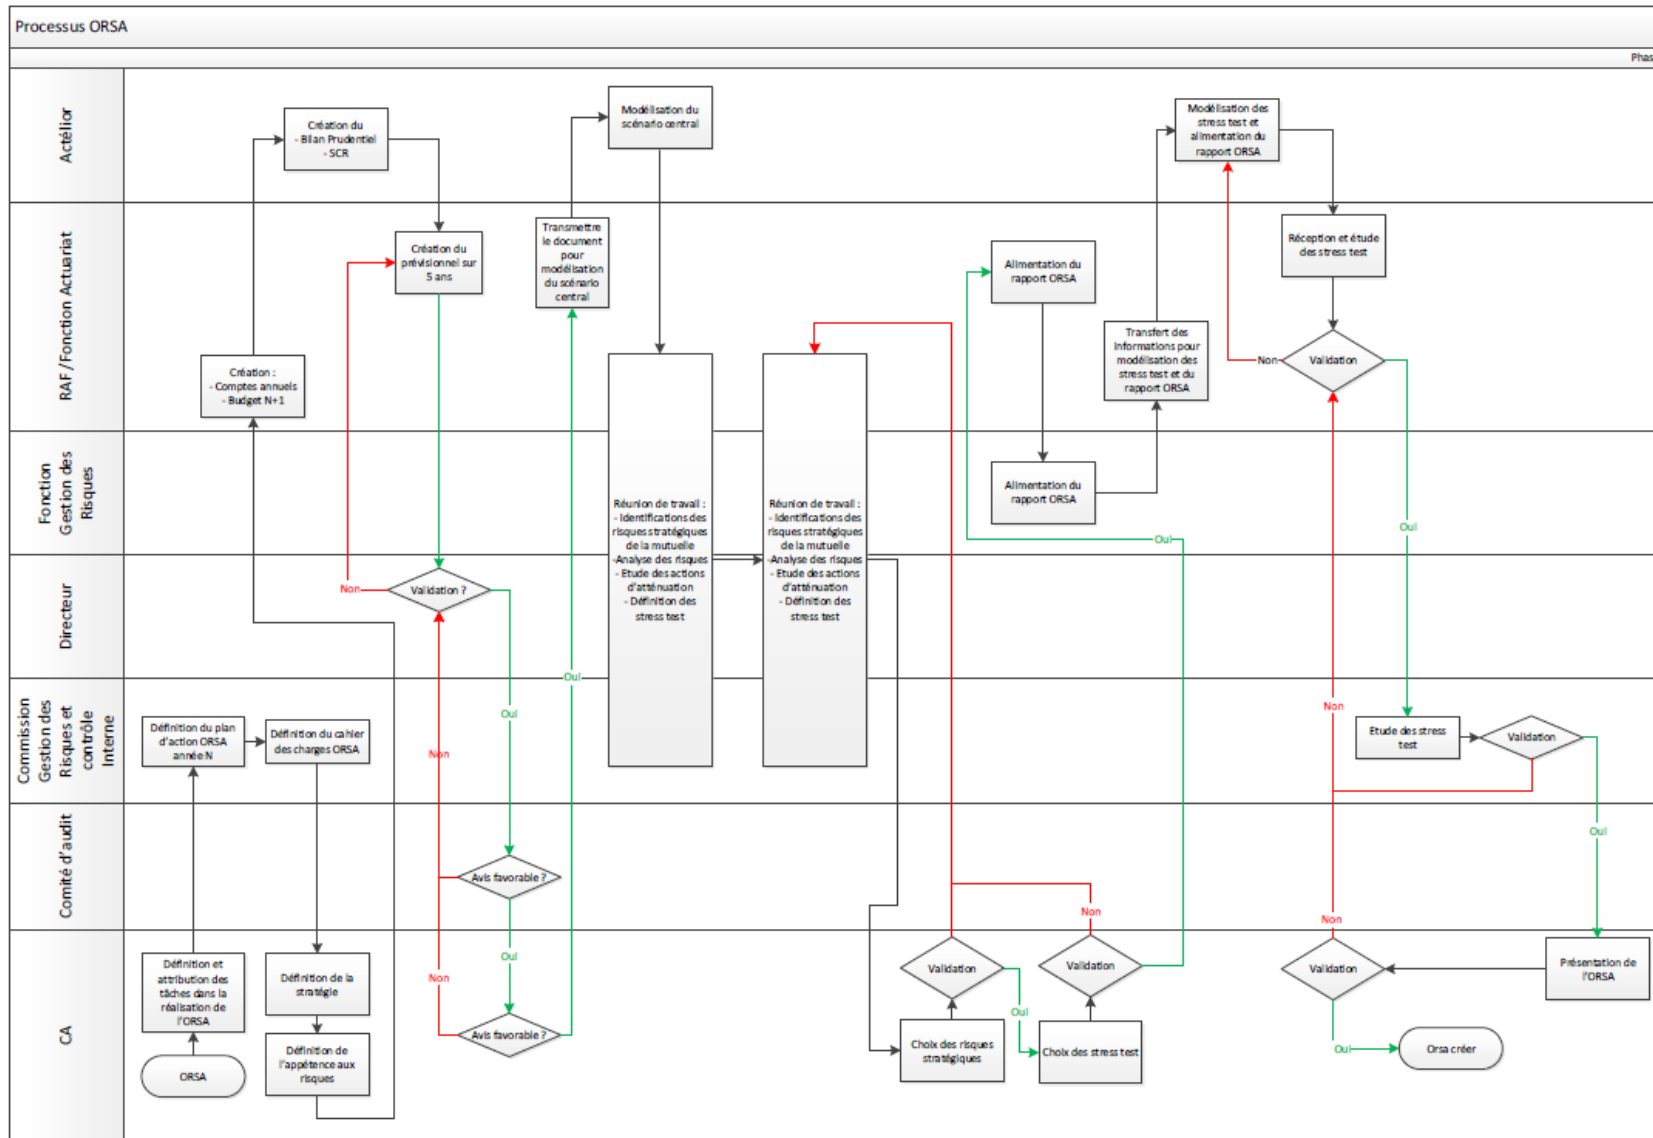 Processus ORSA
Phas
Actélior
Création du
- Bilan Prudentiel
- SCR
Modélisation du
scénario central
Modélisation des
stress test et
alimentation du
rapport ORSA
RAF /Fonction Actuariat
Création :
- Comptes annuels
- Budget N+1
Création du
prévisionnel sur
5 ans
Transmettre
le document
pour
modélisation
du scénario
central
Alimentation du
rapport ORSA
Transfert des
informations pour
modélisation des
stress test et du
rapport ORSA
Réception et étude
des stress test
Non
Validation
Fonction
Gestion des
Risques
Réunion de travail :
- Identifications des
risques stratégiques
de la mutuelle
-Analyse des risques
- Etude des actions
d'atténuation
- Définition des
stress test
Réunion de travail :
- Identifications des
risques stratégiques
de la mutuelle
-Analyse des risques
- Etude des actions
d'atténuation
- Définition des
stress test
Alimentation du
rapport ORSA
Oui
Oui
Directeur
Non
Validation ?
Oui
Commission
Gestion des
Risques et
contrôle
Interne
Définition du plan
d'action ORSA
année N
Définition du cahier
des charges ORSA
Oui
Non
Non
Etude des stress
test
Validation
Comité d'audit
Avis favorable ?
Oui
Non
Non
CA
Définition et
attribution des
tâches dans la
réalisation de
l'ORSA
ORSA
Définition de la
stratégie
Définition de
l'appétence aux
risques
Non
Oui
Avis favorable ?
Validation
Oui
Choix des risques
stratégiques
Validation
Choix des stress test
Validation
Présentation de
l'ORSA
Oui
Orsa créer